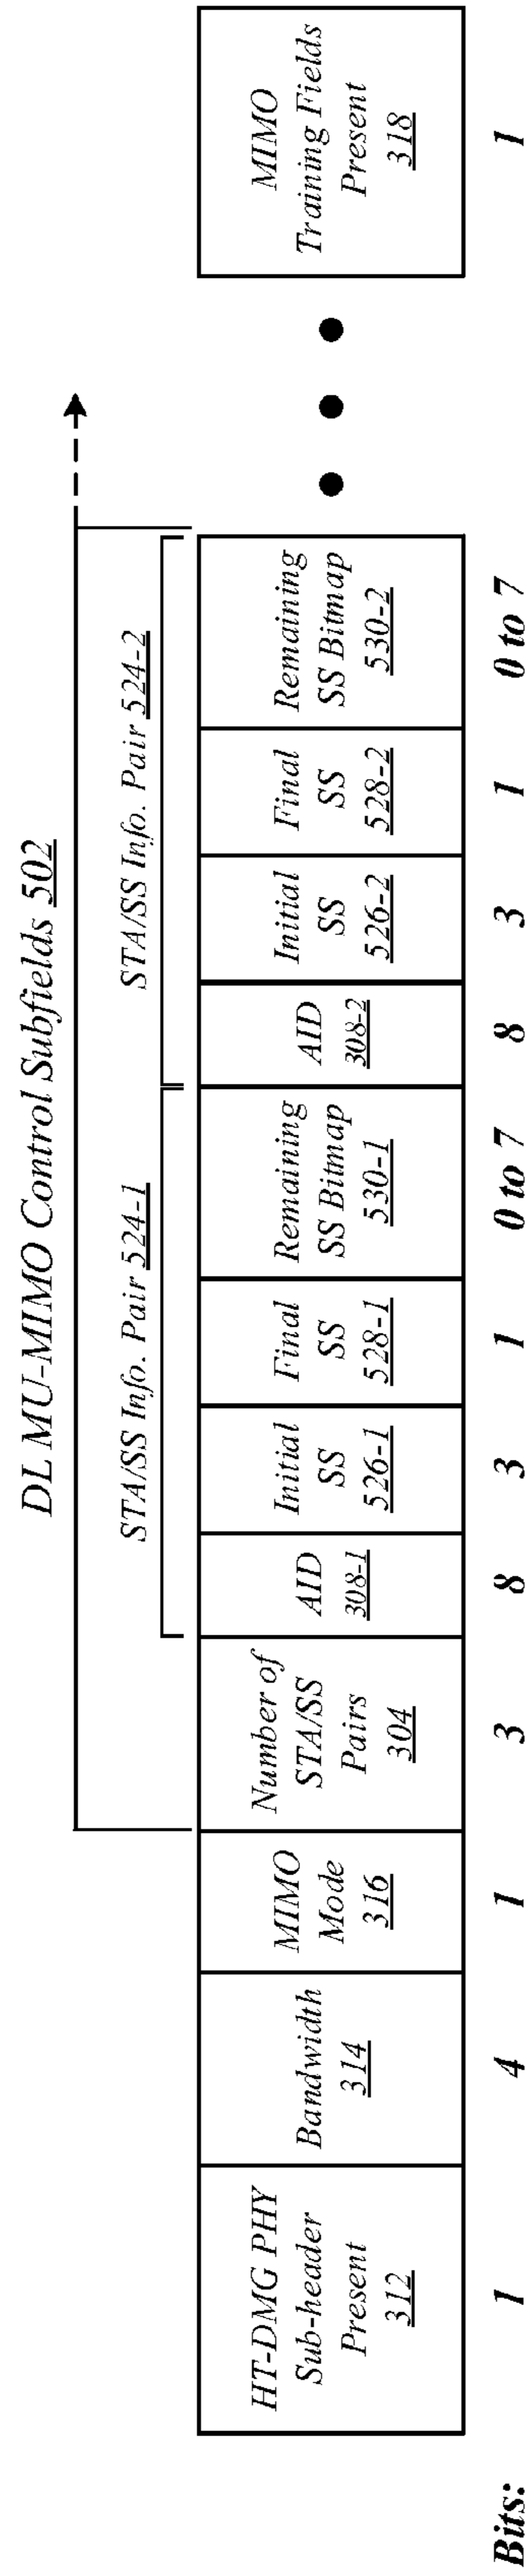 DL MU-MIMO Control Subfields 502
STA/SS Info. Pair 524-1
STA/SS Info. Pair 524-2
HT-DMG PHY
Sub-header
Present
312
Bandwidth
314
MIMO
Mode
316
Number of
STA/SS
Pairs
304
AID
308-1
Initial
SS
526-1
Final
SS
528-1
Remaining
SS Bitmap
530-1
AID
308-2
Initial
SS
526-2
Final
SS
528-2
Remaining
SS Bitmap
530-2
MIMO
Training Fields
Present
318
Bits: 1 4 1 3 8 3 1 0 to 7 8 3 1 0 to 7 1